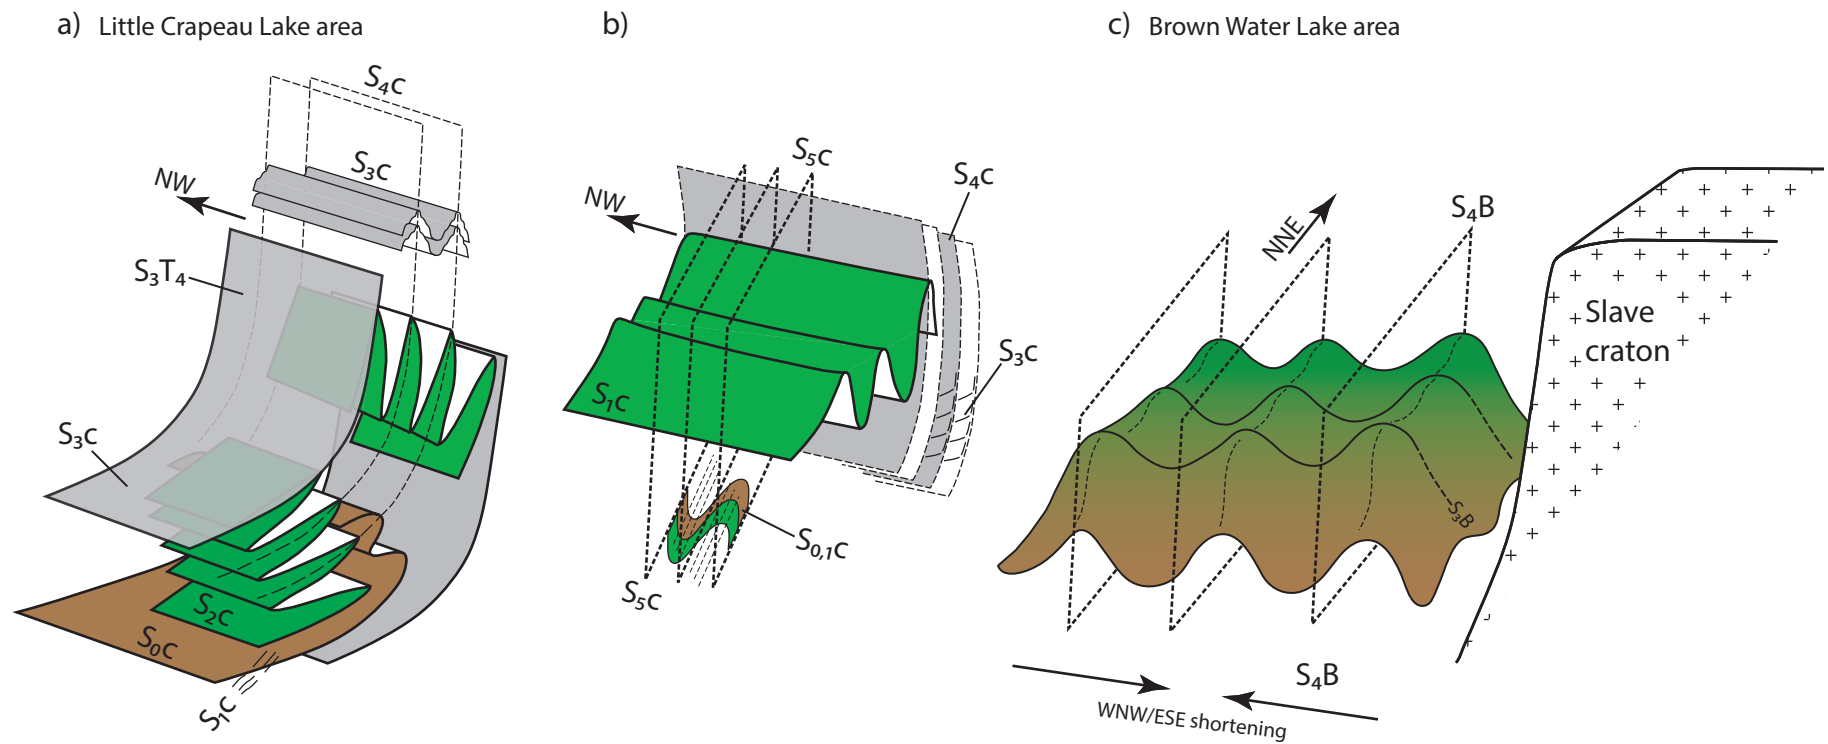 a) Little Crapeau Lake area
S₄C
S₃C
NW
S₃T₄
S₃C
S₂C
S₀C
S₁C
b)
S₅C
S₄C
NW
S₃C
S₁C
S₀,₁C
S₅C
c) Brown Water Lake area
S₄B
NNE
Slave
craton
S₃B
S₄B
WNW/ESE shortening